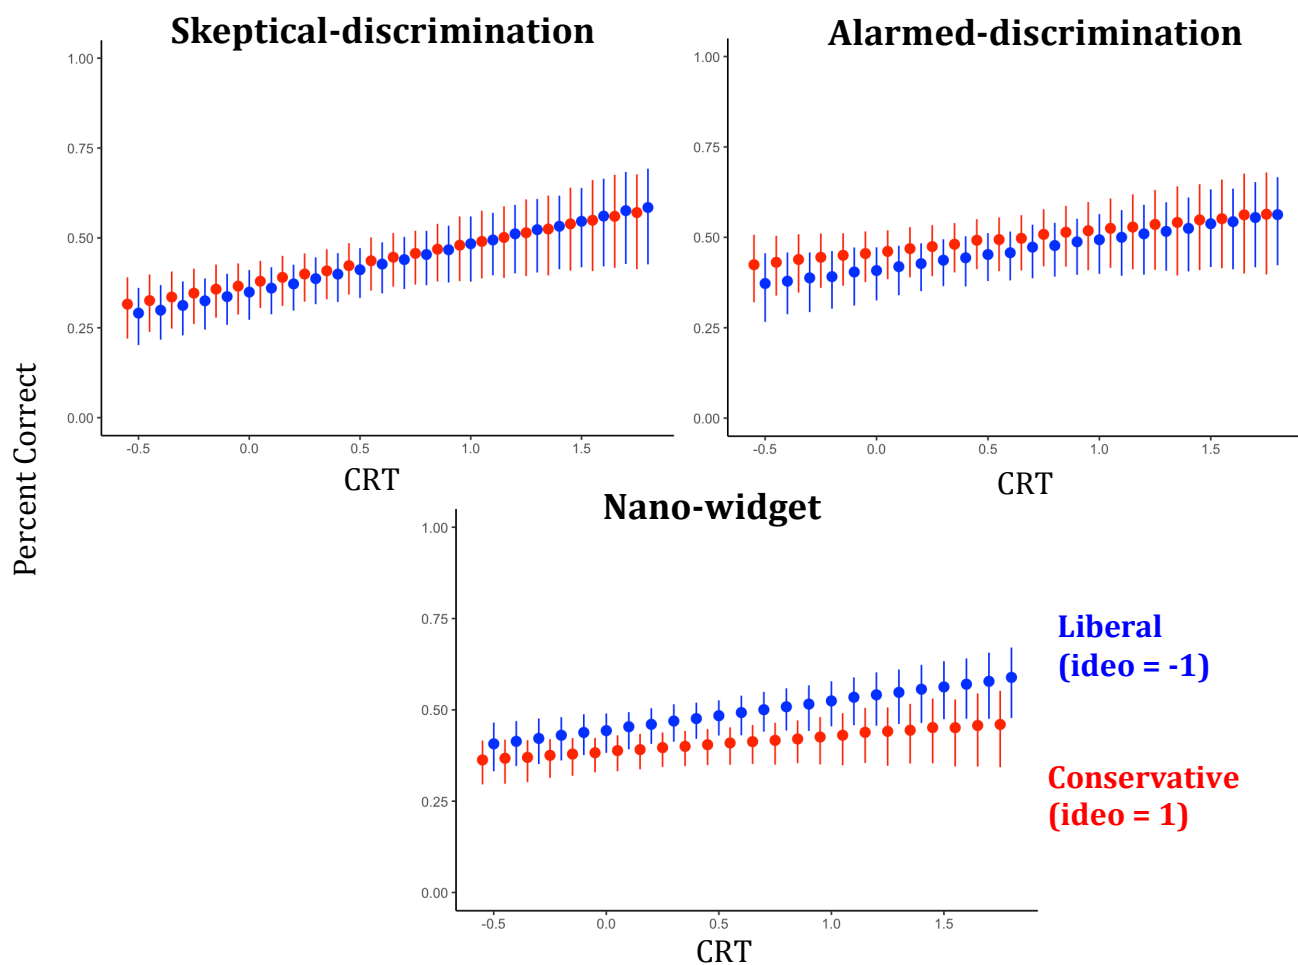 Skeptical-discrimination
Alarmed-discrimination
1.00
0.75
0.50
0.25
0.00
-0.5 0.0 0.5 1.0 1.5
CRT
1.00
0.75
0.50
0.25
0.00
-0.5 0.0 0.5 1.0 1.5
CRT
Percent Correct
Nano-widget
1.00
0.75
0.50
0.25
0.00
-0.5 0.0 0.5 1.0 1.5
CRT
Liberal
(ideo = -1)
Conservative
(ideo = 1)